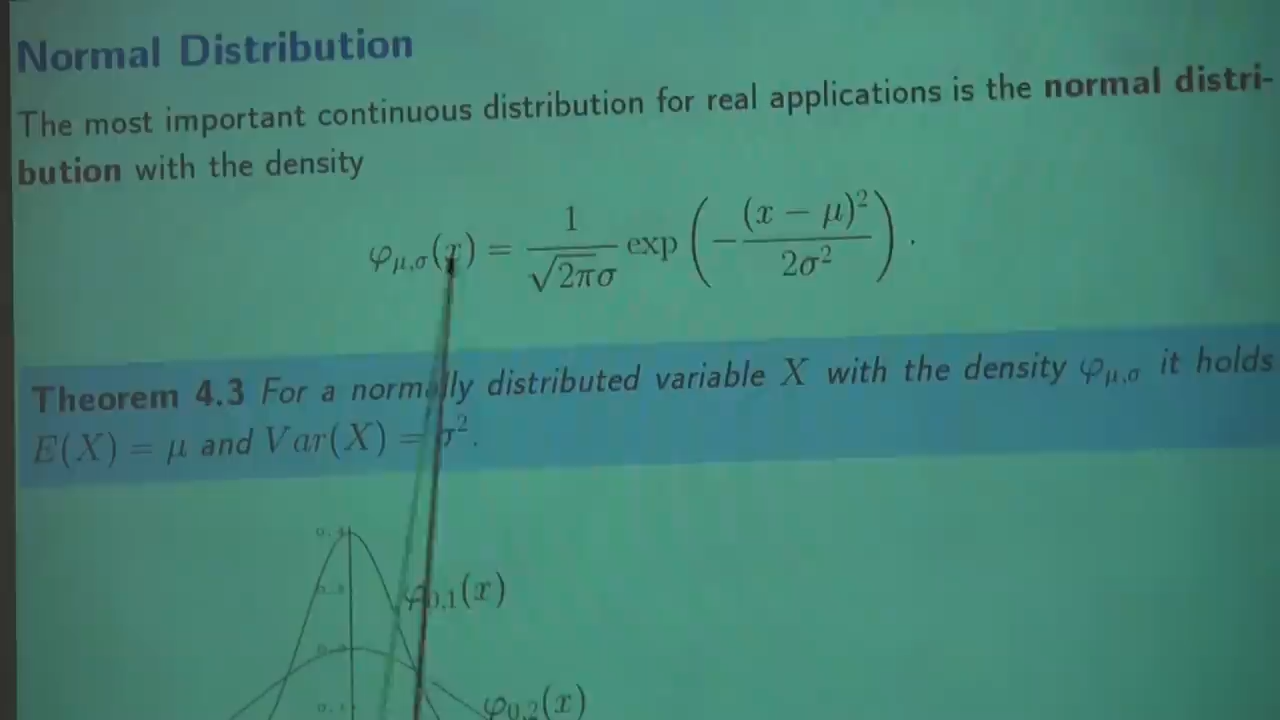 Normal Distribution
The most important continuous distribution for real applications is the normal distri-
bution with the density
φμ,σ(x) = 1/(√2πσ) exp(−(x − μ)²/2σ²).
Theorem 4.3 For a normally distributed variable X with the density φμ,σ it holds
E(X) = μ and Var(X) = σ².
0.4
φ0,1(x)
φ0,2(x)